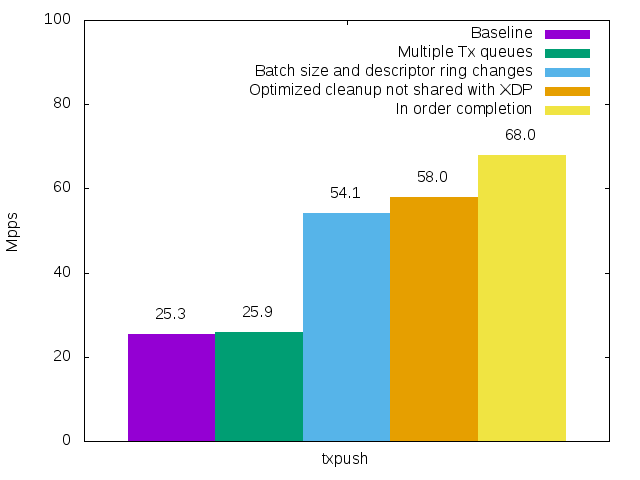 100
80
60
40
20
0
Mpps
Baseline
Multiple Tx queues
Batch size and descriptor ring changes
Optimized cleanup not shared with XDP
In order completion
25.3
25.9
54.1
58.0
68.0
txpush